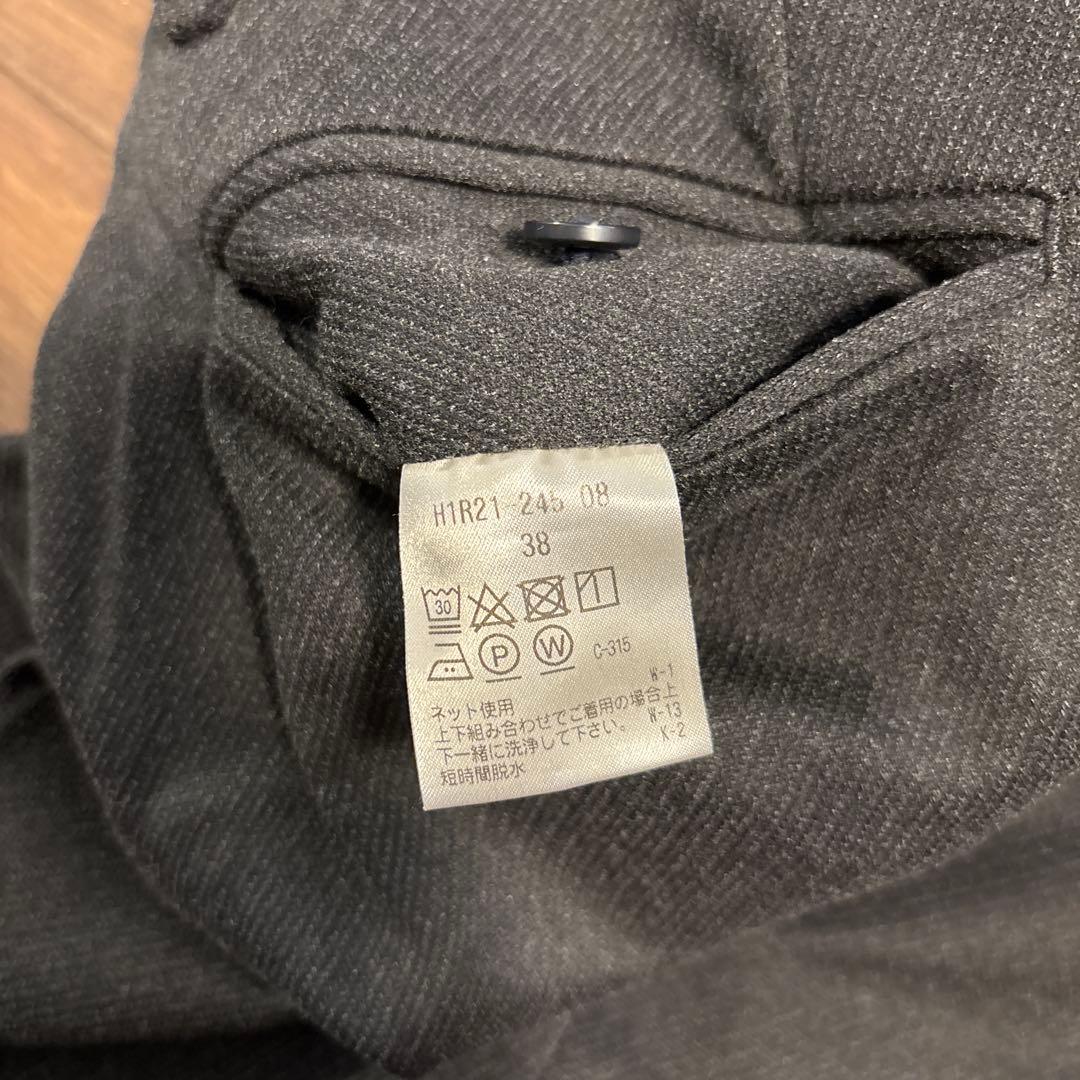 H1R21-245 08
38
30
P W C-315
W-1
ネット使用
上下組み合わせてご着用の場合上
W-13
下一緒に洗浄して下さい。
K-2
短時間脱水